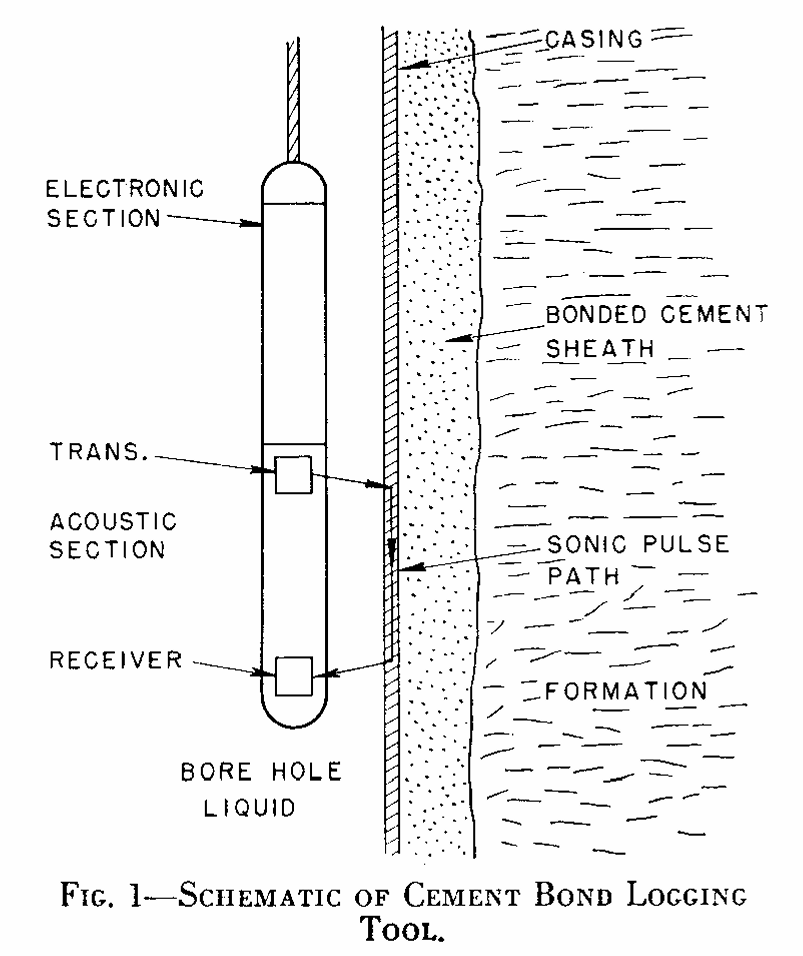 CASING
ELECTRONIC
SECTION
BONDED CEMENT
SHEATH
TRANS.
ACOUSTIC
SECTION
SONIC PULSE
PATH
RECEIVER
FORMATION
BORE HOLE
LIQUID
FIG. 1—SCHEMATIC OF CEMENT BOND LOGGING
TOOL.